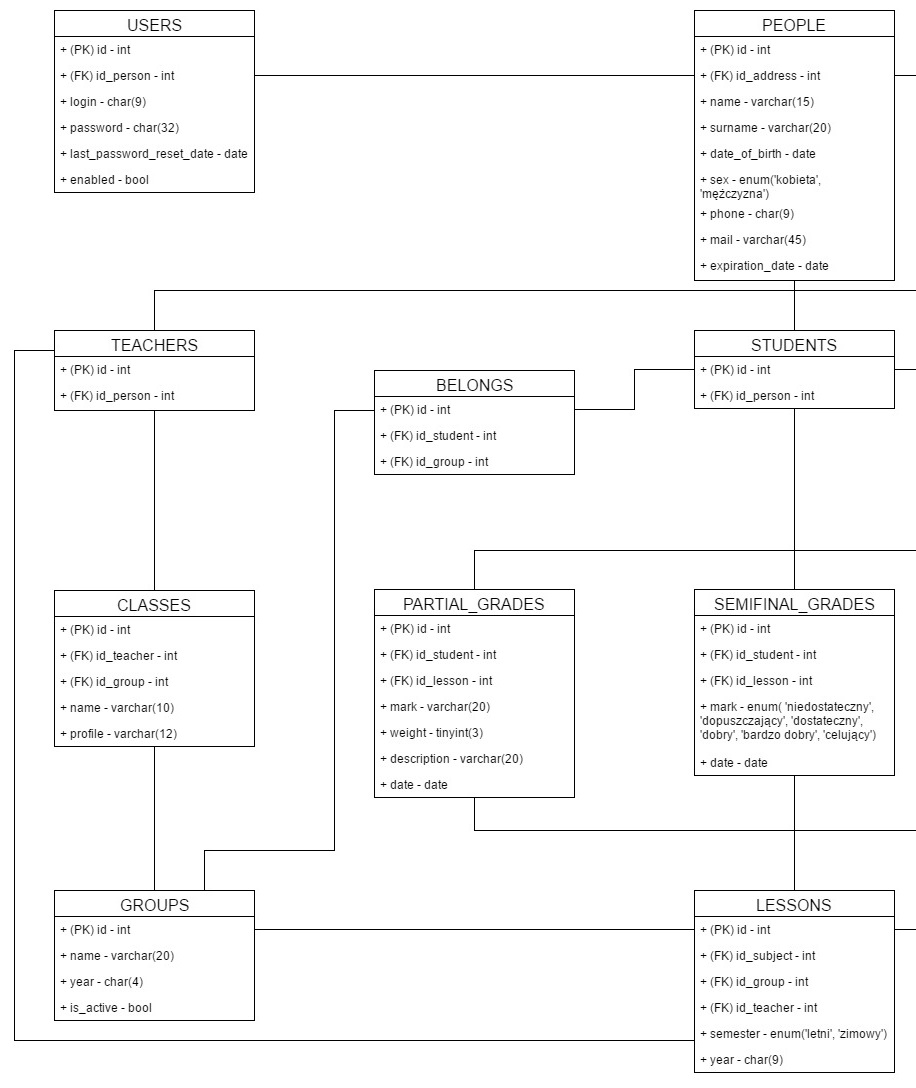 USERS
+ (PK) id - int
+ (FK) id_person - int
+ login - char(9)
+ password - char(32)
+ last_password_reset_date - date
+ enabled - bool
PEOPLE
+ (PK) id - int
+ (FK) id_address - int
+ name - varchar(15)
+ surname - varchar(20)
+ date_of_birth - date
+ sex - enum('kobieta',
'mężczyzna')
+ phone - char(9)
+ mail - varchar(45)
+ expiration_date - date
TEACHERS
+ (PK) id - int
+ (FK) id_person - int
BELONGS
+ (PK) id - int
+ (FK) id_student - int
+ (FK) id_group - int
STUDENTS
+ (PK) id - int
+ (FK) id_person - int
CLASSES
+ (PK) id - int
+ (FK) id_teacher - int
+ (FK) id_group - int
+ name - varchar(10)
+ profile - varchar(12)
PARTIAL_GRADES
+ (PK) id - int
+ (FK) id_student - int
+ (FK) id_lesson - int
+ mark - varchar(20)
+ weight - tinyint(3)
+ description - varchar(20)
+ date - date
SEMIFINAL_GRADES
+ (PK) id - int
+ (FK) id_student - int
+ (FK) id_lesson - int
+ mark - enum( 'niedostateczny',
'dopuszczający', 'dostateczny',
'dobry', 'bardzo dobry', 'celujący')
+ date - date
GROUPS
+ (PK) id - int
+ name - varchar(20)
+ year - char(4)
+ is_active - bool
LESSONS
+ (PK) id - int
+ (FK) id_subject - int
+ (FK) id_group - int
+ (FK) id_teacher - int
+ semester - enum('letni', 'zimowy')
+ year - char(9)